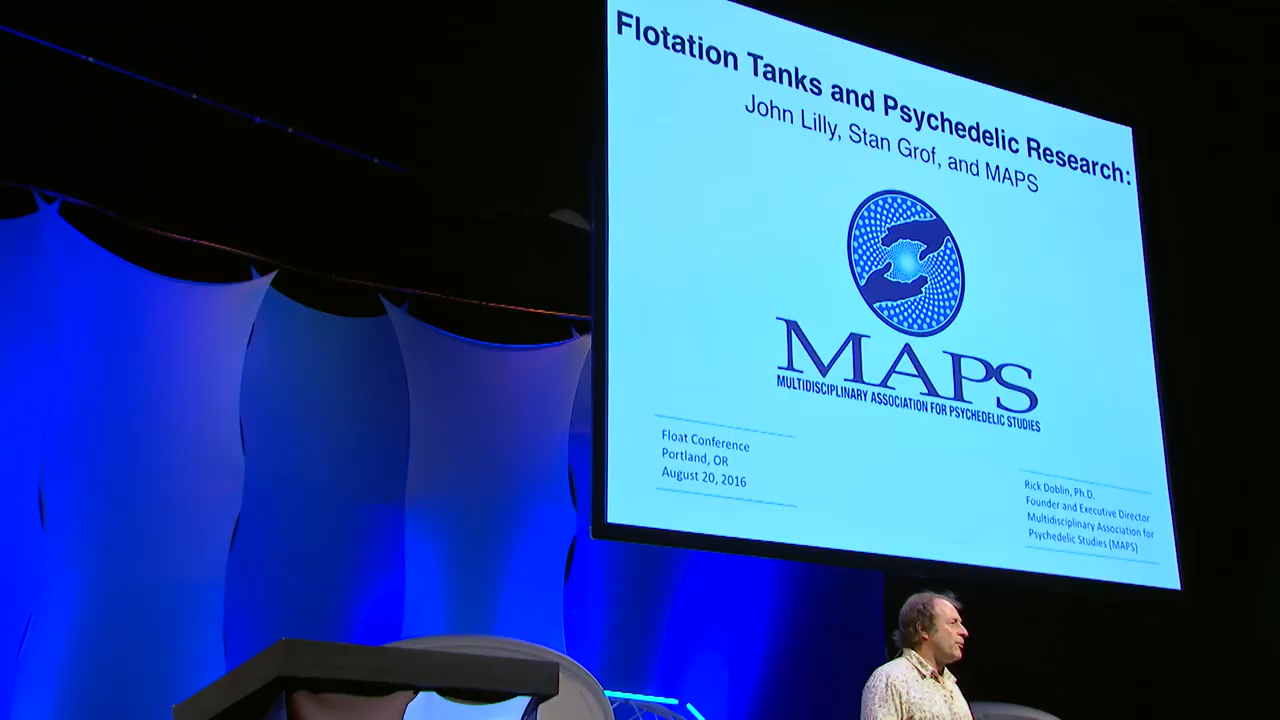 Flotation Tanks and Psychedelic Research:
John Lilly, Stan Grof, and MAPS
MAPS
MULTIDISCIPLINARY ASSOCIATION FOR PSYCHEDELIC STUDIES
Float Conference
Portland, OR
August 20, 2016
Rick Doblin, Ph.D.
Founder and Executive Director
Multidisciplinary Association for
Psychedelic Studies (MAPS)